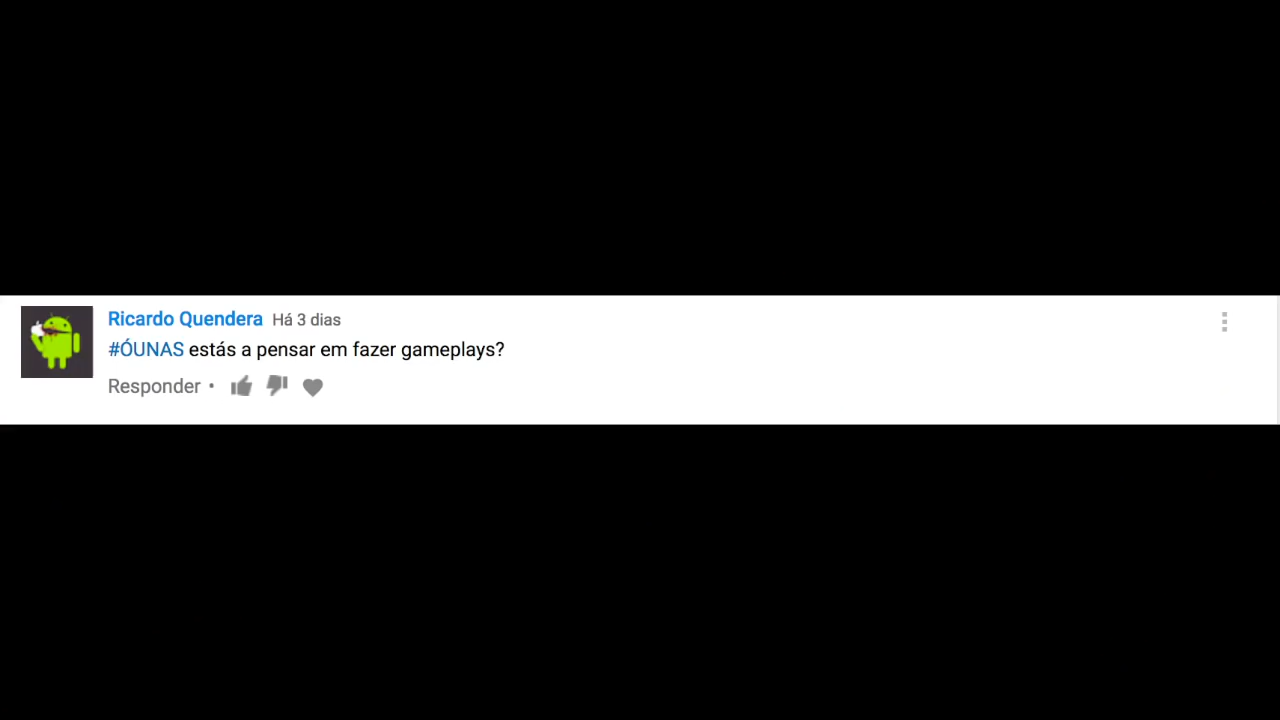 Ricardo Quendera Há 3 dias
#ÓUNAS estás a pensar em fazer gameplays?
Responder •